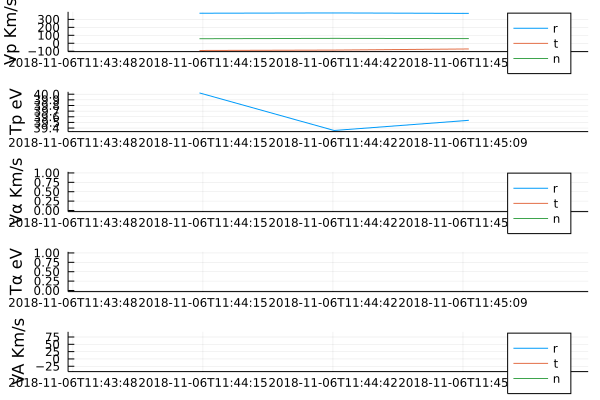 Vp Km/s
300
200
100
0
-100
2018-11-06T11:43:48 2018-11-06T11:44:15 2018-11-06T11:44:42 2018-11-06T11:45
r
t
n
Tp eV
40.0
39.4
2018-11-06T11:43:48 2018-11-06T11:44:15 2018-11-06T11:44:42 2018-11-06T11:45:09
Vα Km/s
1.00
0.75
0.50
0.25
0.00
2018-11-06T11:43:48 2018-11-06T11:44:15 2018-11-06T11:44:42 2018-11-06T11:45
r
t
n
Tα eV
1.00
0.75
0.50
0.25
0.00
2018-11-06T11:43:48 2018-11-06T11:44:15 2018-11-06T11:44:42 2018-11-06T11:45:09
VA Km/s
75
50
25
0
-25
2018-11-06T11:43:48 2018-11-06T11:44:15 2018-11-06T11:44:42 2018-11-06T11:45
r
t
n